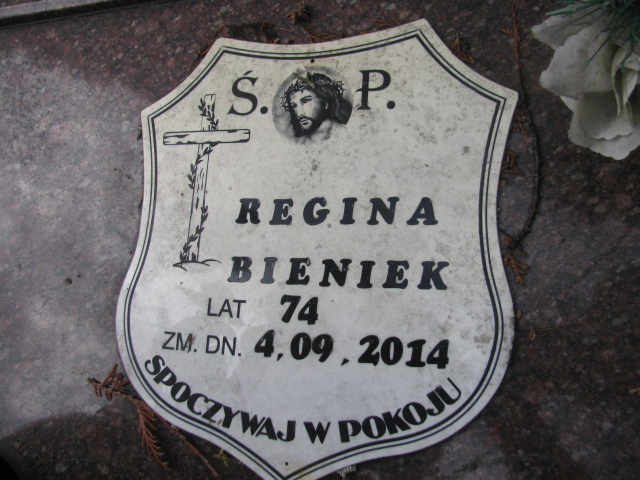 Ś. P.
REGINA
BIENIEK
LAT 74
ZM. DN. 4,09,2014
SPOCZYWAJ W POKOJU